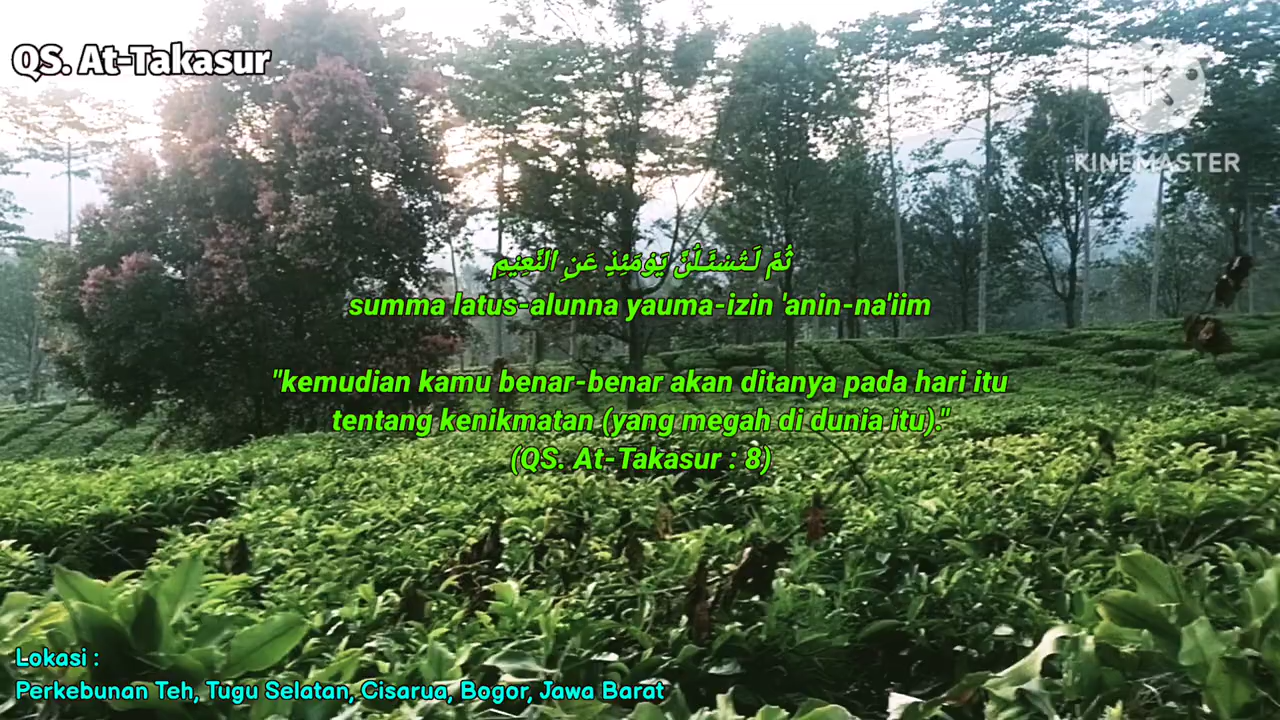 QS. At-Takasur
KINEMASTER
ثُمَّ لَتُسْـَٔلُنَّ يَوْمَئِذٍ عَنِ النَّعِيْمِ
summa latus-alunna yauma-izin 'anin-na'iim
"kemudian kamu benar-benar akan ditanya pada hari itu
tentang kenikmatan (yang megah di dunia itu)."
(QS. At-Takasur : 8)
Lokasi :
Perkebunan Teh, Tugu Selatan, Cisarua, Bogor, Jawa Barat